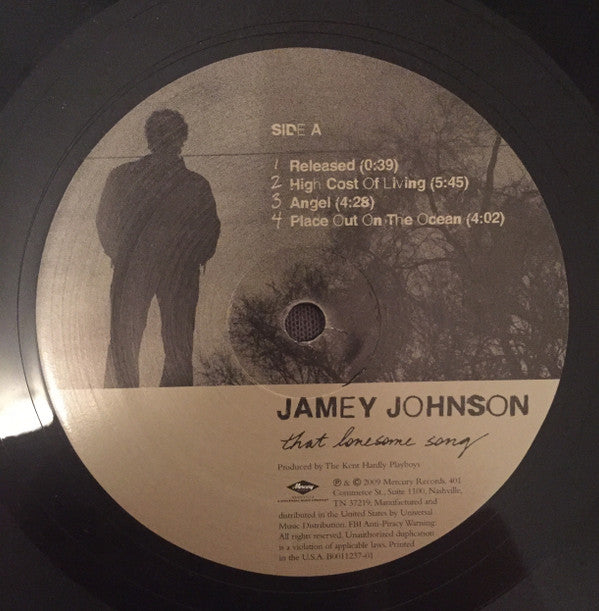 SIDE A
1 Released (0:39)
2 High Cost Of Living (5:45)
3 Angel (4:28)
4 Place Out On The Ocean (4:02)
JAMEY JOHNSON
that lonesome song
Produced by The Kent Hardly Playboys
Mercury
℗ & © 2009 Mercury Records, 401
Commerce St., Suite 1100, Nashville,
TN 37219. Manufactured and
distributed in the United States by Universal
Music Distribution. FBI Anti-Piracy Warning:
All rights reserved. Unauthorized duplication
is a violation of applicable laws. Printed
in the U.S.A. B0011237-01